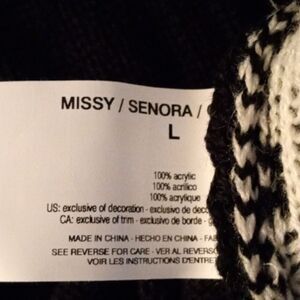 MISSY / SENORA /
L
100% acrylic
100% acrílico
100% acrylique
US: exclusive of decoration - exclusivo de deco
CA: exclusive of trim - exclusivo de borde -
MADE IN CHINA - HECHO EN CHINA - FAB
SEE REVERSE FOR CARE - VER AL REVERSO
VOIR LES INSTRUCTIONS D'ENTRE